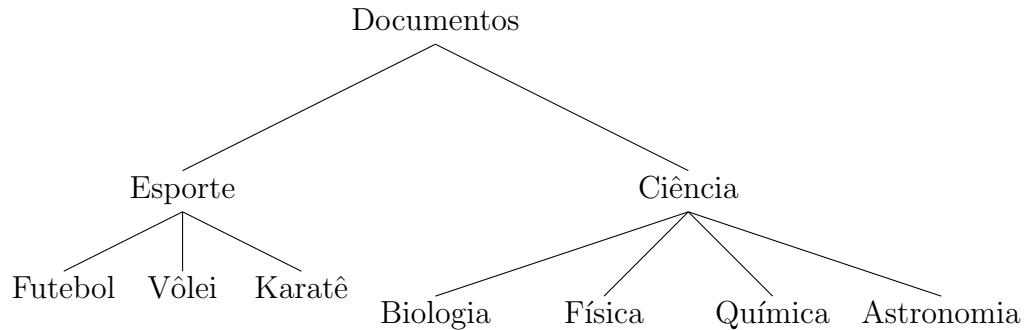 Documentos
Esporte Ciência
Futebol Vôlei Karatê
Biologia Física Química Astronomia